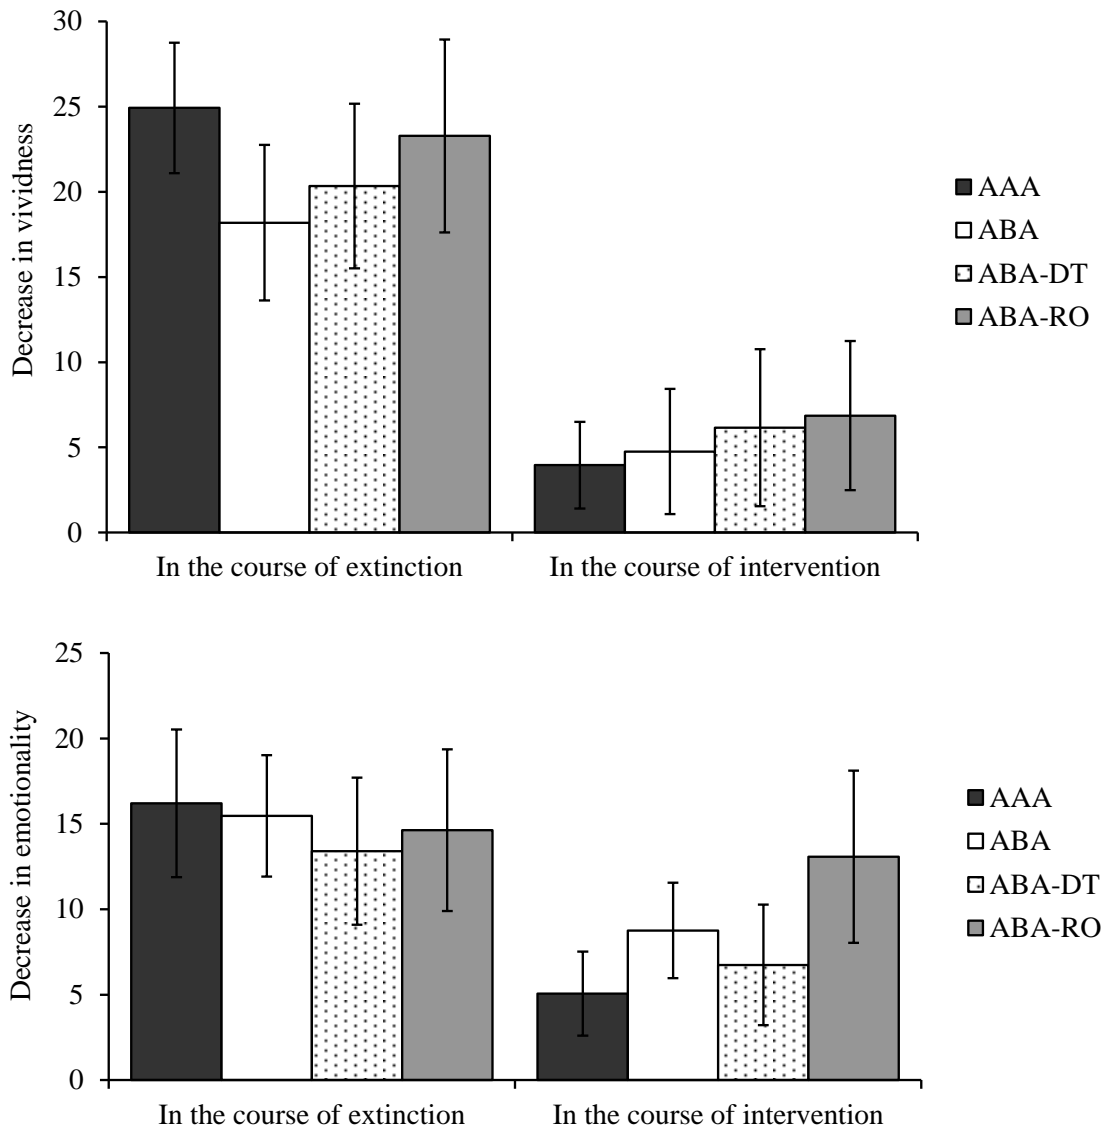 Decrease in vividness
30
25
20
15
10
5
0
In the course of extinction
In the course of intervention
AAA
ABA
ABA-DT
ABA-RO
Decrease in emotionality
25
20
15
10
5
0
In the course of extinction
In the course of intervention
AAA
ABA
ABA-DT
ABA-RO